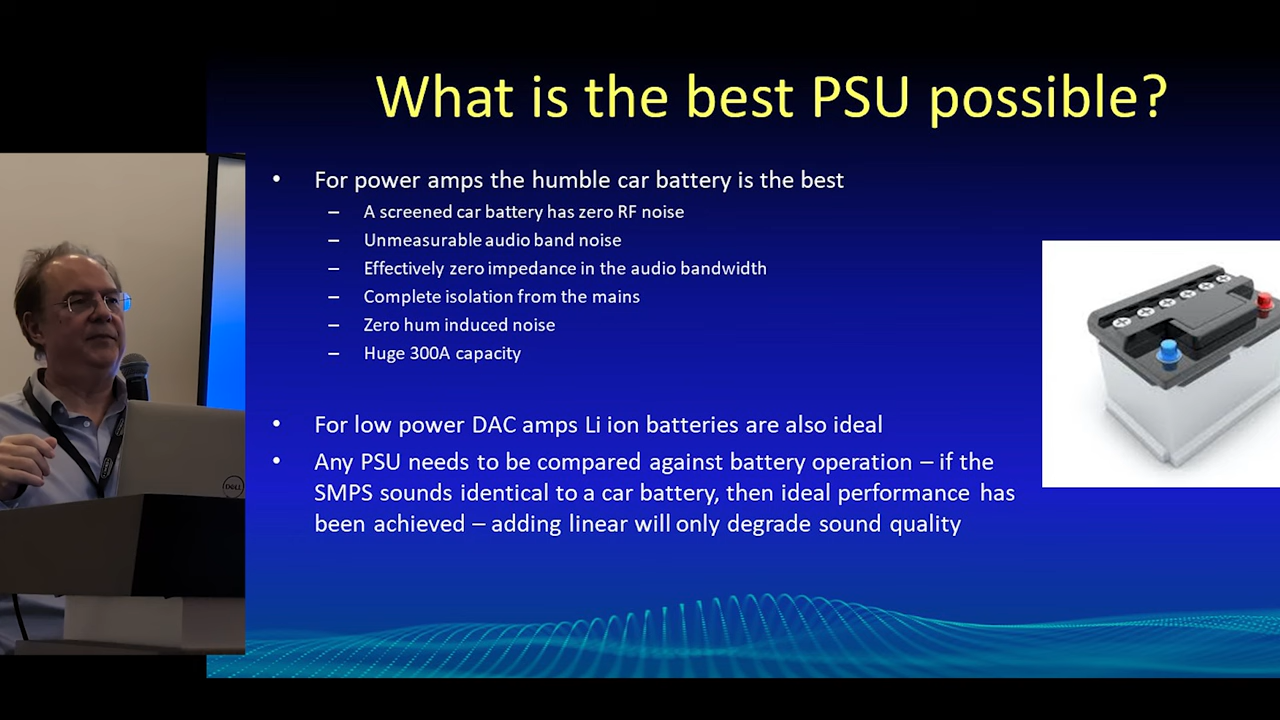 What is the best PSU possible?
• For power amps the humble car battery is the best
– A screened car battery has zero RF noise
– Unmeasurable audio band noise
– Effectively zero impedance in the audio bandwidth
– Complete isolation from the mains
– Zero hum induced noise
– Huge 300A capacity
• For low power DAC amps Li ion batteries are also ideal
• Any PSU needs to be compared against battery operation – if the
SMPS sounds identical to a car battery, then ideal performance has
been achieved – adding linear will only degrade sound quality
DELL